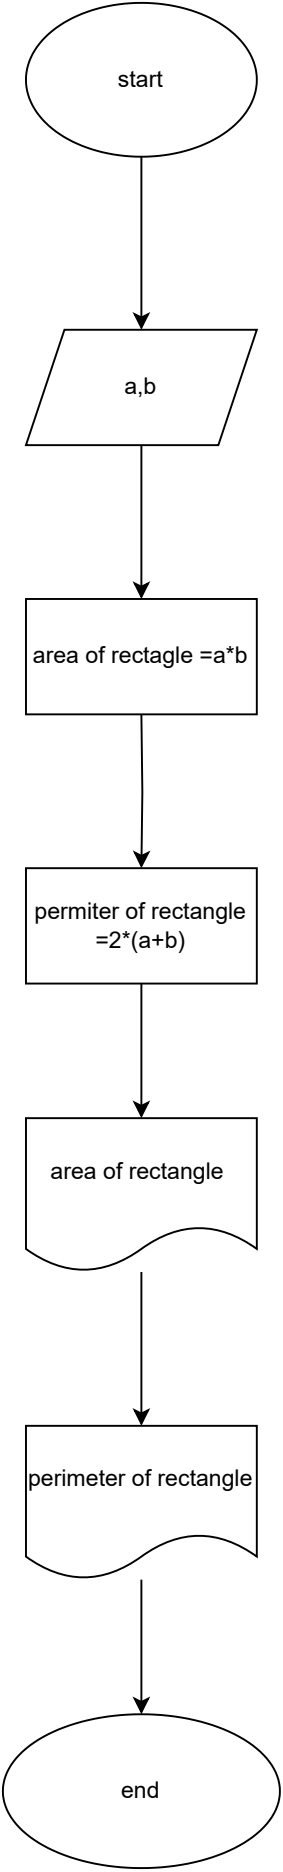 start
a,b
area of rectagle =a*b
permiter of rectangle
=2*(a+b)
area of rectangle
perimeter of rectangle
end